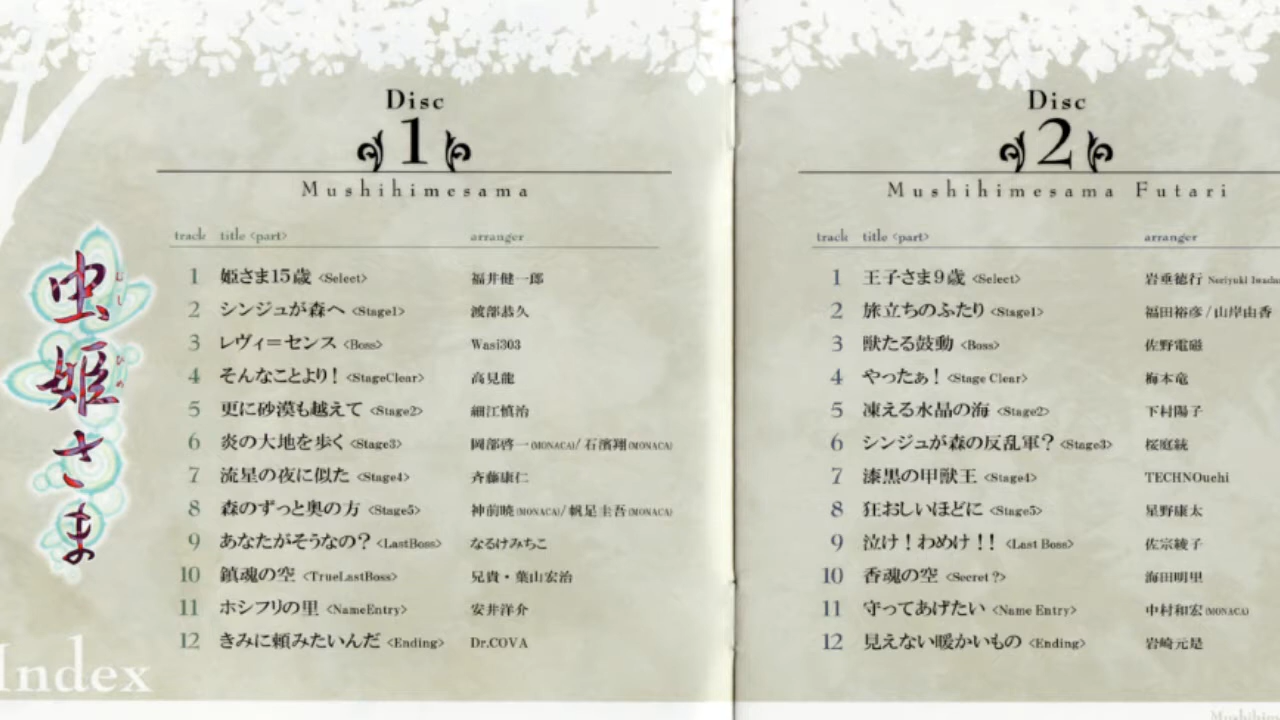 虫姫さま
むし
ひめ
Index
Disc
1
Mushihimesama
track title <part> arranger
1 姫さま15歳 <Select> 福井健一郎
2 シンジュが森へ <Stage1> 渡部恭久
3 レヴィ＝センス <Boss> Wasi303
4 そんなことより！ <StageClear> 高見龍
5 更に砂漠も越えて <Stage2> 細江慎治
6 炎の大地を歩く <Stage3> 岡部啓一(MONACA)/石濱翔(MONACA)
7 流星の夜に似た <Stage4> 斉藤康仁
8 森のずっと奥の方 <Stage5> 神前暁(MONACA)/帆足圭吾(MONACA)
9 あなたがそうなの？ <LastBoss> なるけみちこ
10 鎮魂の空 <TrueLastBoss> 兄貴・葉山宏治
11 ホシフリの里 <NameEntry> 安井洋介
12 きみに頼みたいんだ <Ending> Dr.COVA
Disc
2
Mushihimesama Futari
track title <part> arranger
1 王子さま9歳 <Select> 岩垂徳行 Noriyuki Iwada
2 旅立ちのふたり <Stage1> 福田裕彦/山岸由香
3 獣たる鼓動 <Boss> 佐野電磁
4 やったぁ！ <Stage Clear> 梅本竜
5 凍える水晶の海 <Stage2> 下村陽子
6 シンジュが森の反乱軍？ <Stage3> 桜庭統
7 漆黒の甲獣王 <Stage4> TECHNOuchi
8 狂おしいほどに <Stage5> 星野康太
9 泣け！わめけ！！ <Last Boss> 佐宗綾子
10 香魂の空 <Secret?> 海田明里
11 守ってあげたい <Name Entry> 中村和宏(MONACA)
12 見えない暖かいもの <Ending> 岩崎元是